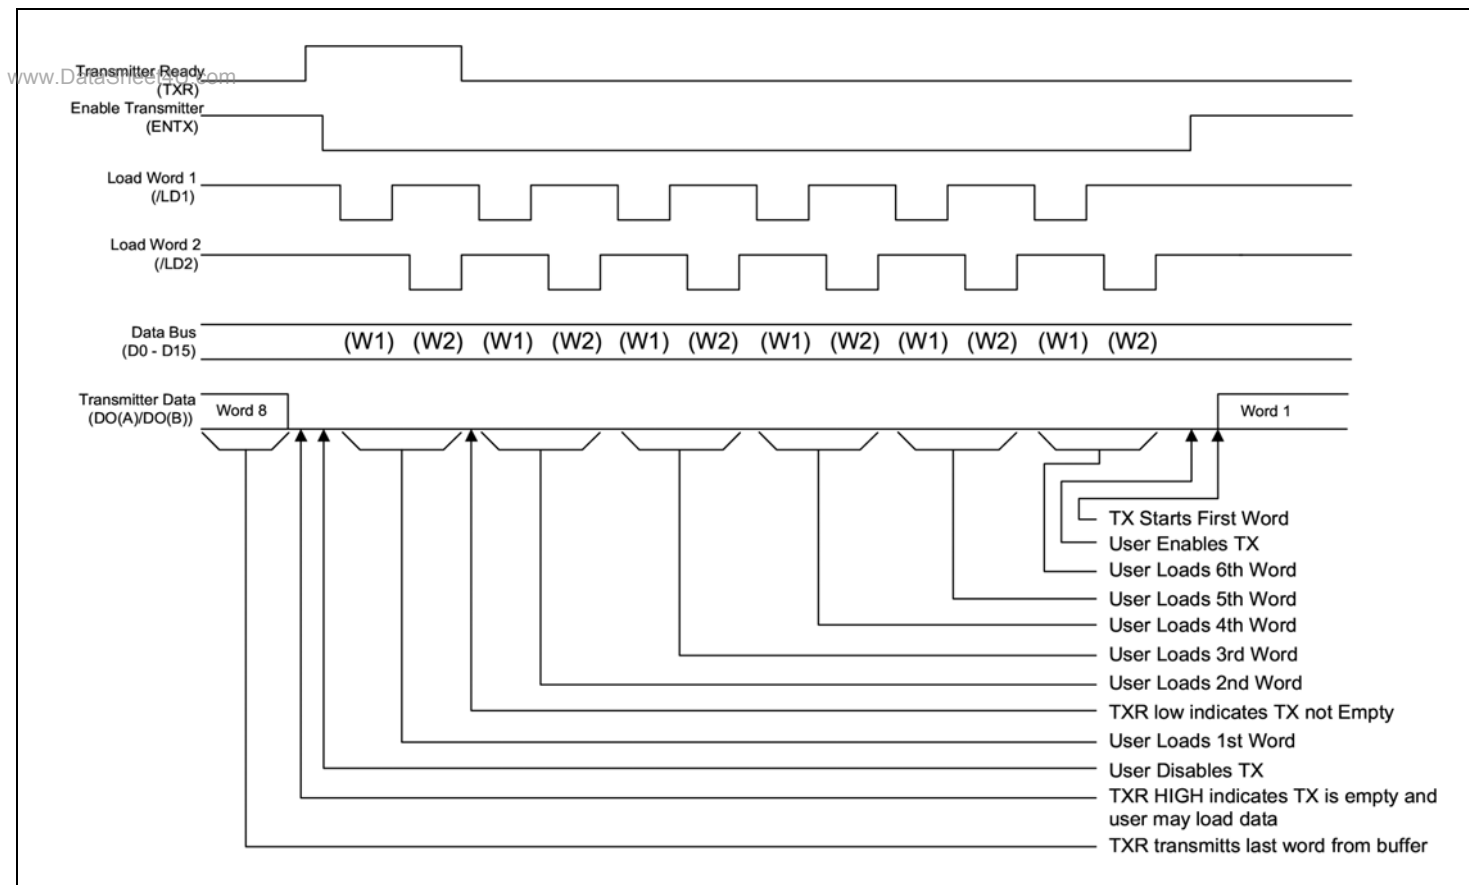 www.DataSheet4U.com
Transmitter Ready
(TXR)
Enable Transmitter
(ENTX)
Load Word 1
(/LD1)
Load Word 2
(/LD2)
Data Bus
(D0 - D15)
(W1) (W2) (W1) (W2) (W1) (W2) (W1) (W2) (W1) (W2) (W1) (W2)
Transmitter Data
(DO(A)/DO(B))
Word 8
Word 1
TX Starts First Word
User Enables TX
User Loads 6th Word
User Loads 5th Word
User Loads 4th Word
User Loads 3rd Word
User Loads 2nd Word
TXR low indicates TX not Empty
User Loads 1st Word
User Disables TX
TXR HIGH indicates TX is empty and
user may load data
TXR transmitts last word from buffer